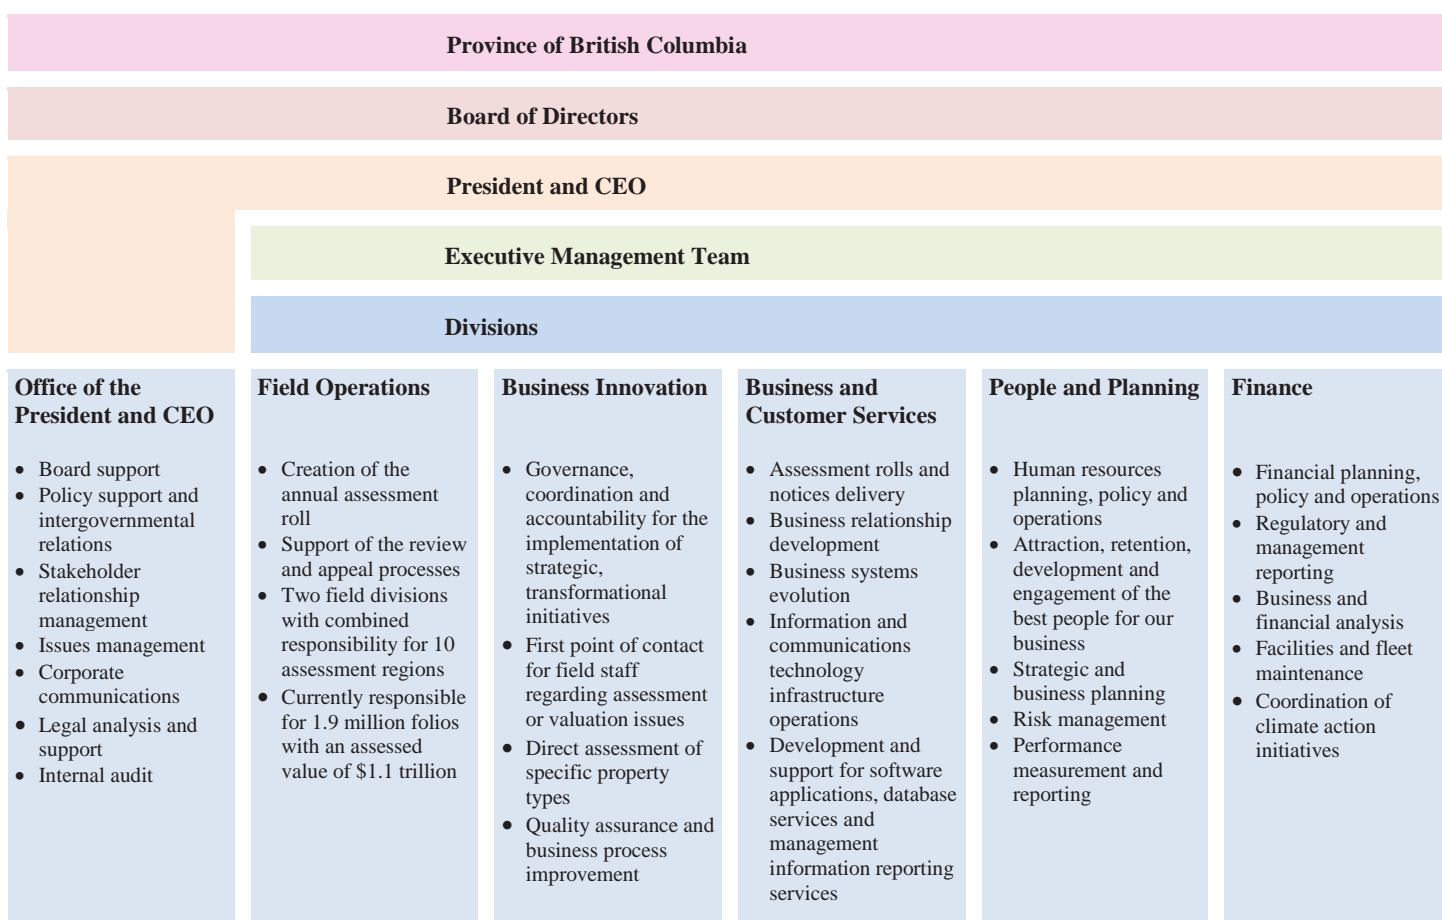 Province of British Columbia
Board of Directors
President and CEO
Executive Management Team
Divisions
Office of the
President and CEO
• Board support
• Policy support and
intergovernmental
relations
• Stakeholder
relationship
management
• Issues management
• Corporate
communications
• Legal analysis and
support
• Internal audit
Field Operations
• Creation of the
annual assessment
roll
• Support of the review
and appeal processes
• Two field divisions
with combined
responsibility for 10
assessment regions
• Currently responsible
for 1.9 million folios
with an assessed
value of $1.1 trillion
Business Innovation
• Governance,
coordination and
accountability for the
implementation of
strategic,
transformational
initiatives
• First point of contact
for field staff
regarding assessment
or valuation issues
• Direct assessment of
specific property
types
• Quality assurance and
business process
improvement
Business and
Customer Services
• Assessment rolls and
notices delivery
• Business relationship
development
• Business systems
evolution
• Information and
communications
technology
infrastructure
operations
• Development and
support for software
applications, database
services and
management
information reporting
services
People and Planning
• Human resources
planning, policy and
operations
• Attraction, retention,
development and
engagement of the
best people for our
business
• Strategic and
business planning
• Risk management
• Performance
measurement and
reporting
Finance
• Financial planning,
policy and operations
• Regulatory and
management
reporting
• Business and
financial analysis
• Facilities and fleet
maintenance
• Coordination of
climate action
initiatives